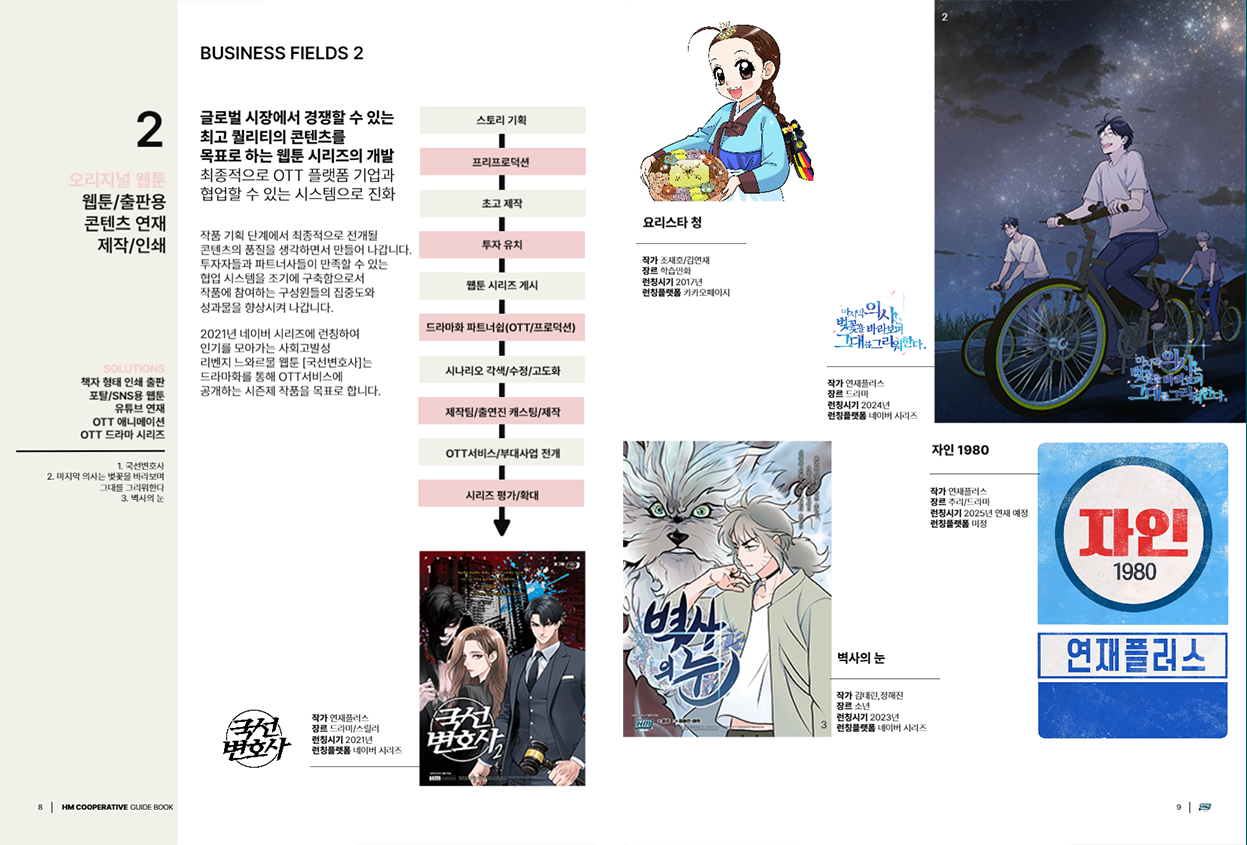 BUSINESS FIELDS 2
2
오리지널 웹툰
웹툰/출판용
콘텐츠 연재
제작/인쇄
SOLUTIONS
책자 형태 인쇄 출판
포탈/SNS용 웹툰
유튜브 연재
OTT 애니메이션
OTT 드라마 시리즈
1. 국선변호사
2. 마지막 의사는 벚꽃을 바라보며
그대를 그리워한다
3. 벽사의 눈
글로벌 시장에서 경쟁할 수 있는
최고 퀄리티의 콘텐츠를
목표로 하는 웹툰 시리즈의 개발
최종적으로 OTT 플랫폼 기업과
협업할 수 있는 시스템으로 진화
작품 기획 단계에서 최종적으로 전개될
콘텐츠의 품질을 생각하면서 만들어 나갑니다.
투자자들과 파트너사들이 만족할 수 있는
협업 시스템을 조기에 구축함으로서
작품에 참여하는 구성원들의 집중도와
성과물을 향상시켜 나갑니다.
2021년 네이버 시리즈에 런칭하여
인기를 모아가는 사회고발성
리벤지 느와르물 웹툰 [국선변호사]는
드라마화를 통해 OTT서비스에
공개하는 시즌제 작품을 목표로 합니다.
스토리 기획
프리프로덕션
초고 제작
투자 유치
웹툰 시리즈 게시
드라마화 파트너쉽(OTT/프로덕션)
시나리오 각색/수정/고도화
제작팀/출연진 캐스팅/제작
OTT서비스/부대사업 전개
시리즈 평가/확대
국선
변호사
작가 연재플러스
장르 드라마/스릴러
런칭시기 2021년
런칭플랫폼 네이버 시리즈
1
국선
변호사2
HM
8
HM COOPERATIVE GUIDE BOOK
요리스타 청
작가 조재호/김연재
장르 학습만화
런칭시기 2017년
런칭플랫폼 카카오페이지
마지막 의사는
벚꽃을 바라보며
그대를 그리워한다.
작가 연재플러스
장르 드라마
런칭시기 2024년
런칭플랫폼 네이버 시리즈
2
마지막 의사는
벚꽃을 바라보며
그대를 그리워한다.
벽사
의 눈
HM
3
벽사의 눈
작가 김태린,정해진
장르 소년
런칭시기 2023년
런칭플랫폼 네이버 시리즈
자인 1980
작가 연재플러스
장르 추리/드라마
런칭시기 2025년 연재 예정
런칭플랫폼 미정
자인
1980
연재플러스
9